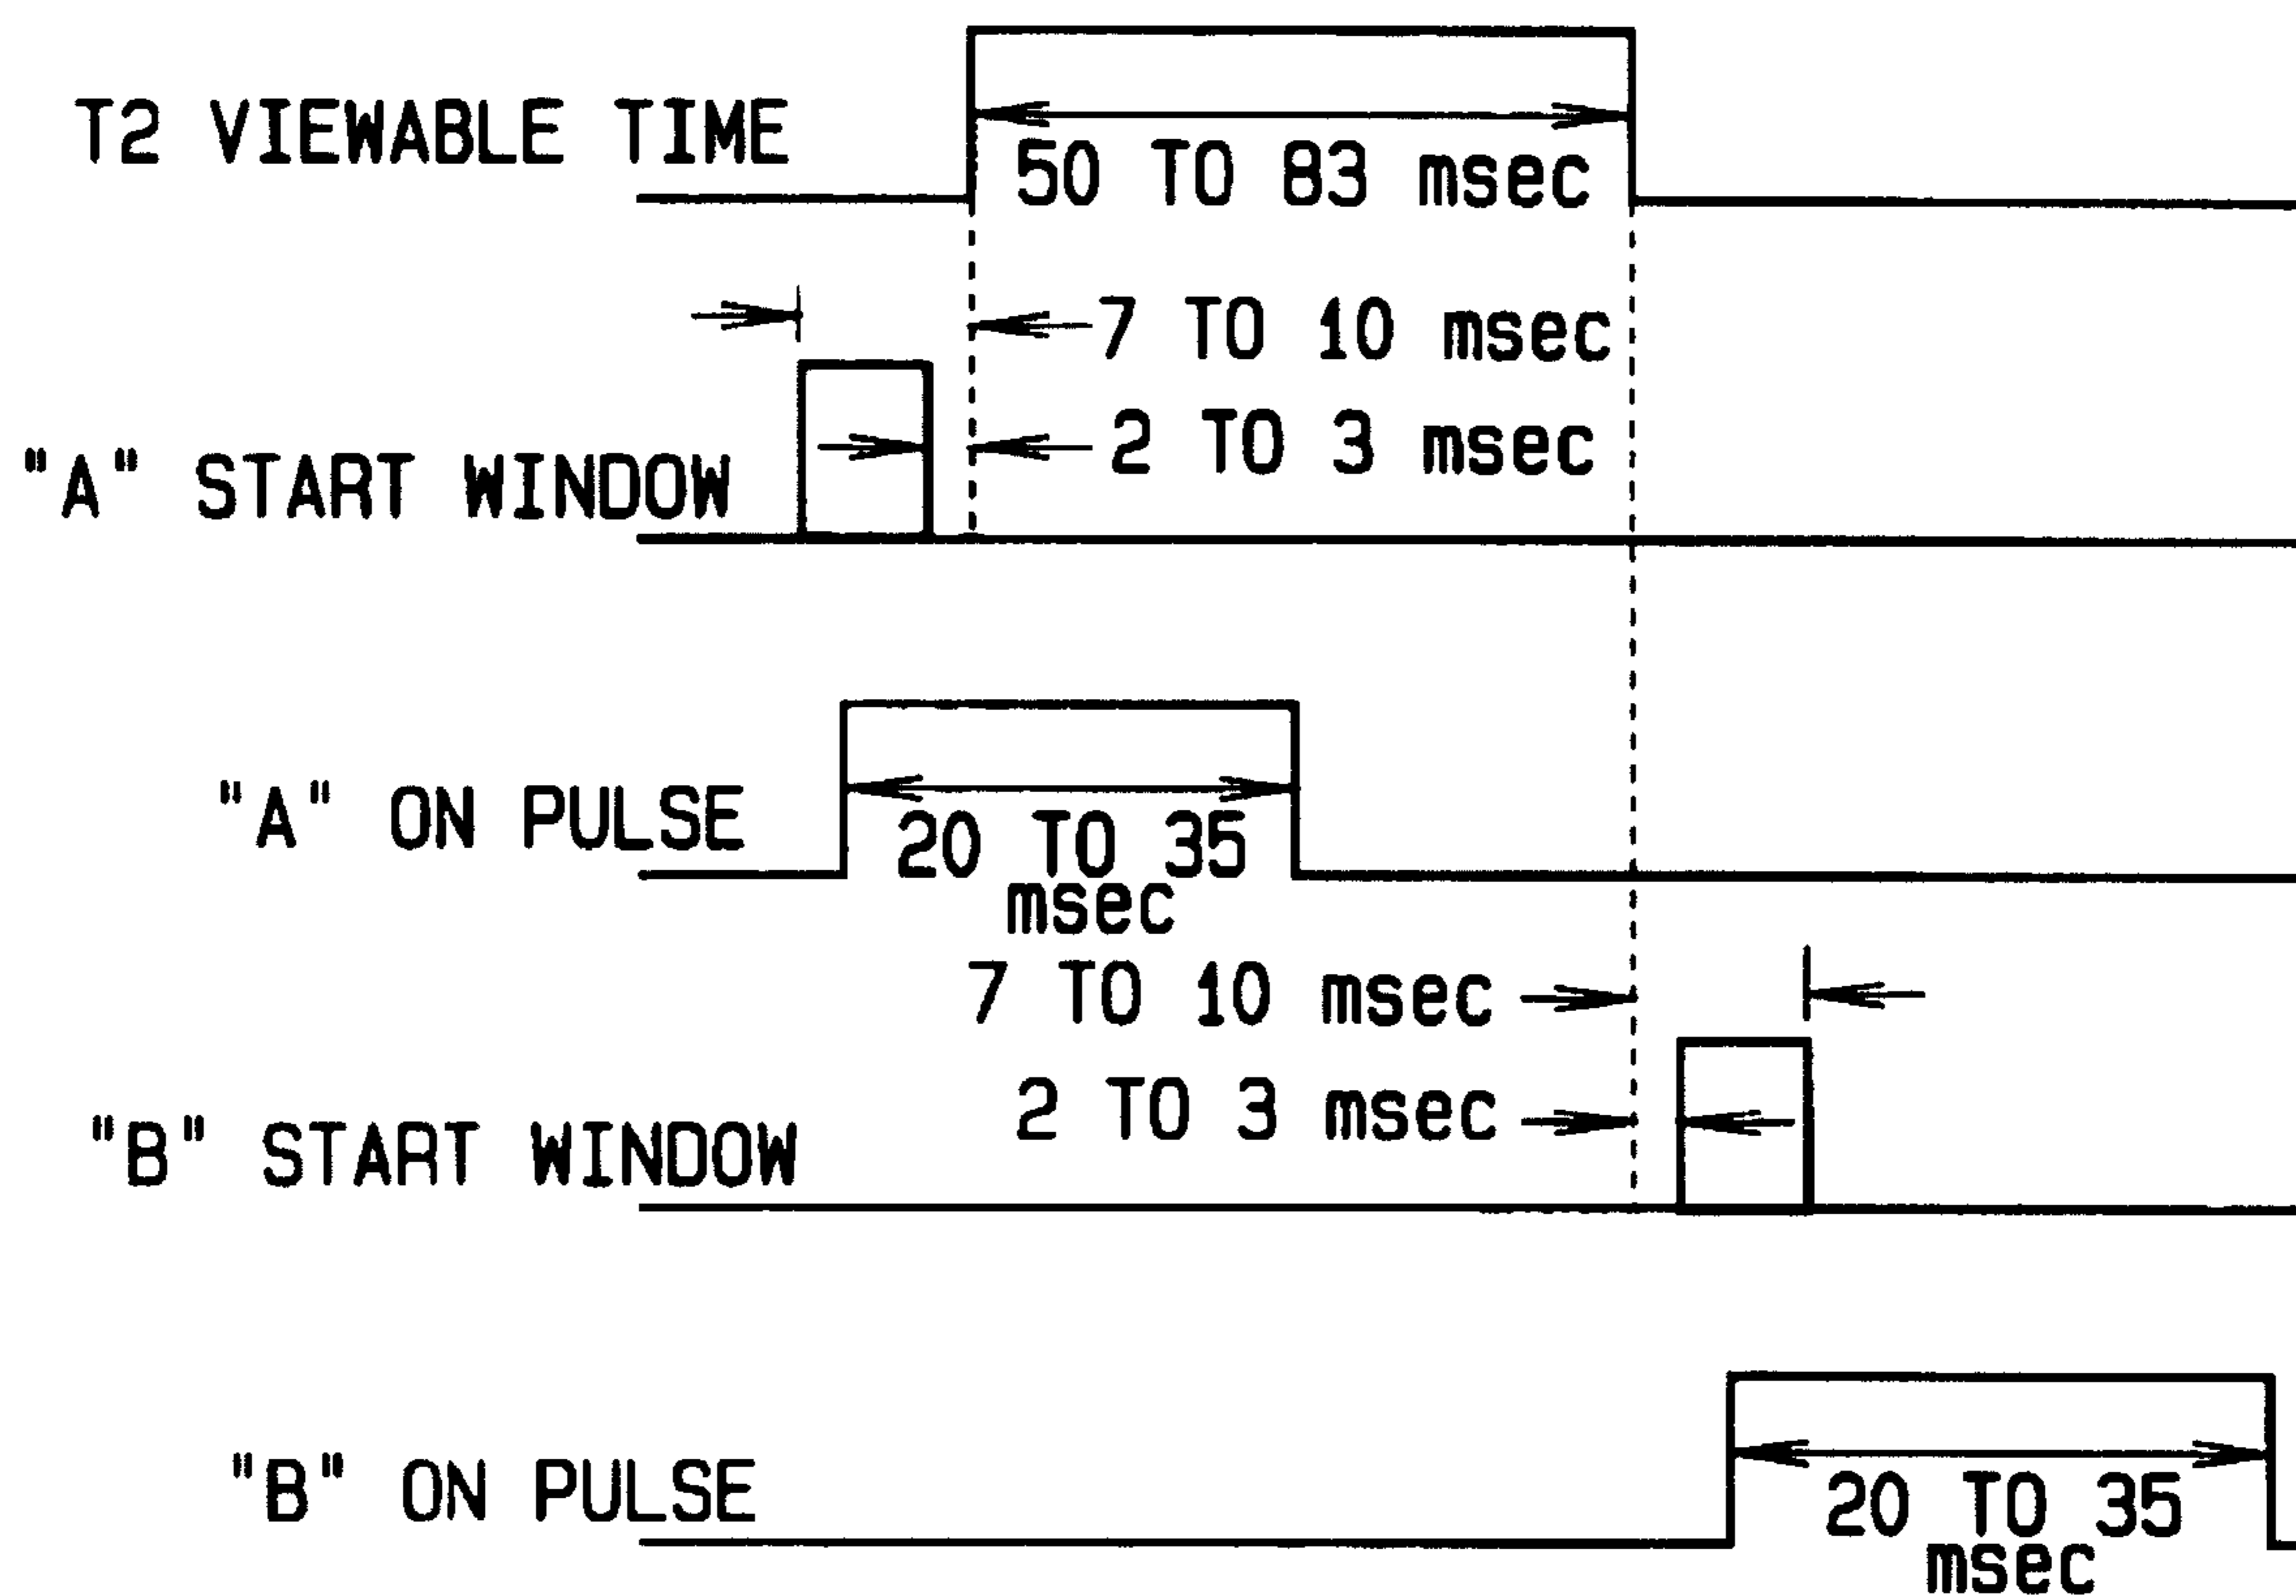 T2 VIEWABLE TIME
50 TO 83 msec
7 TO 10 msec
2 TO 3 msec
"A" START WINDOW
"A" ON PULSE
20 TO 35
msec
7 TO 10 msec
2 TO 3 msec
"B" START WINDOW
"B" ON PULSE
20 TO 35
msec